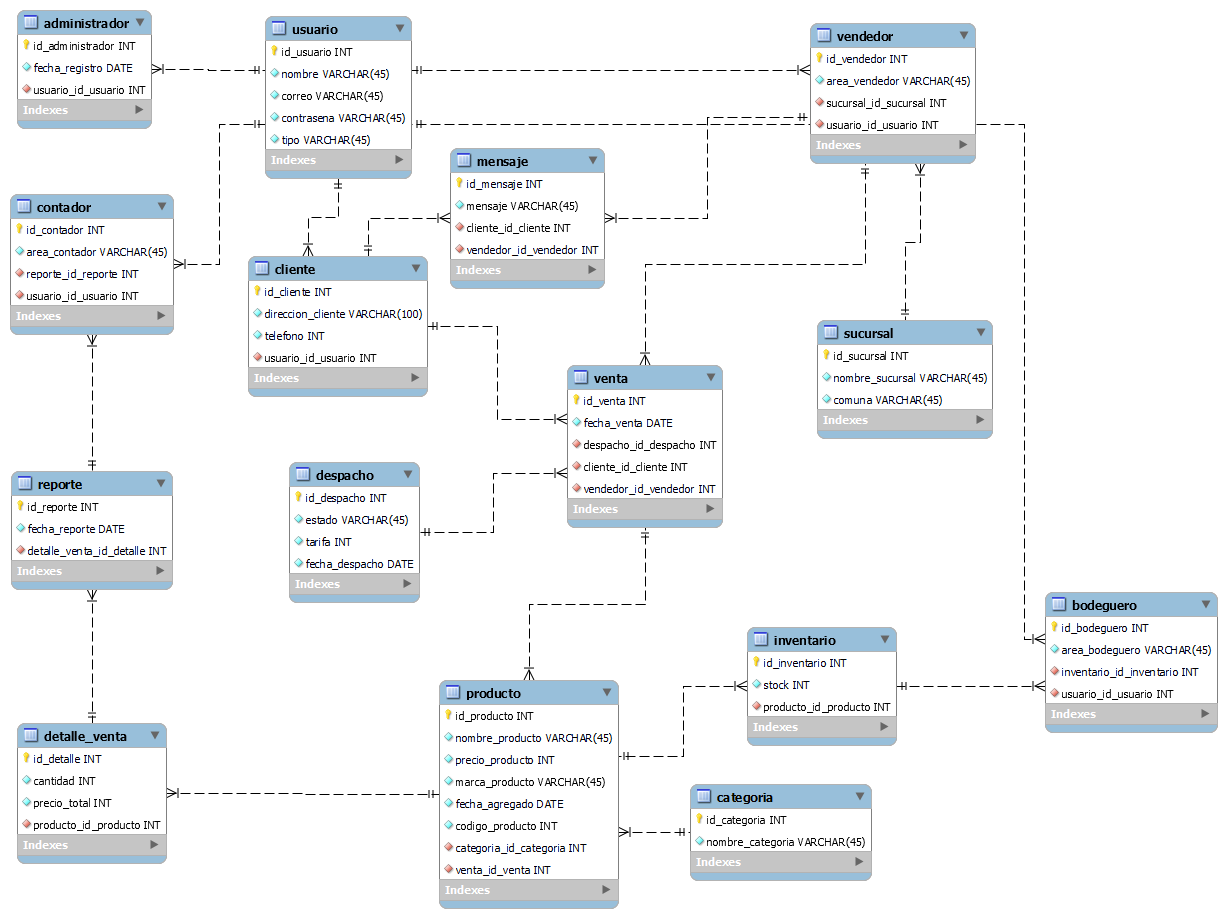 administrador
id_administrador INT
fecha_registro DATE
usuario_id_usuario INT
Indexes
usuario
id_usuario INT
nombre VARCHAR(45)
correo VARCHAR(45)
contrasena VARCHAR(45)
tipo VARCHAR(45)
Indexes
vendedor
id_vendedor INT
area_vendedor VARCHAR(45)
sucursal_id_sucursal INT
usuario_id_usuario INT
Indexes
mensaje
id_mensaje INT
mensaje VARCHAR(45)
cliente_id_cliente INT
vendedor_id_vendedor INT
Indexes
contador
id_contador INT
area_contador VARCHAR(45)
reporte_id_reporte INT
usuario_id_usuario INT
Indexes
cliente
id_cliente INT
direccion_cliente VARCHAR(100)
telefono INT
usuario_id_usuario INT
Indexes
sucursal
id_sucursal INT
nombre_sucursal VARCHAR(45)
comuna VARCHAR(45)
Indexes
venta
id_venta INT
fecha_venta DATE
despacho_id_despacho INT
cliente_id_cliente INT
vendedor_id_vendedor INT
Indexes
despacho
id_despacho INT
estado VARCHAR(45)
tarifa INT
fecha_despacho DATE
Indexes
reporte
id_reporte INT
fecha_reporte DATE
detalle_venta_id_detalle INT
Indexes
bodeguero
id_bodeguero INT
area_bodeguero VARCHAR(45)
inventario_id_inventario INT
usuario_id_usuario INT
Indexes
inventario
id_inventario INT
stock INT
producto_id_producto INT
Indexes
producto
id_producto INT
nombre_producto VARCHAR(45)
precio_producto INT
marca_producto VARCHAR(45)
fecha_agregado DATE
codigo_producto INT
categoria_id_categoria INT
venta_id_venta INT
Indexes
detalle_venta
id_detalle INT
cantidad INT
precio_total INT
producto_id_producto INT
Indexes
categoria
id_categoria INT
nombre_categoria VARCHAR(45)
Indexes